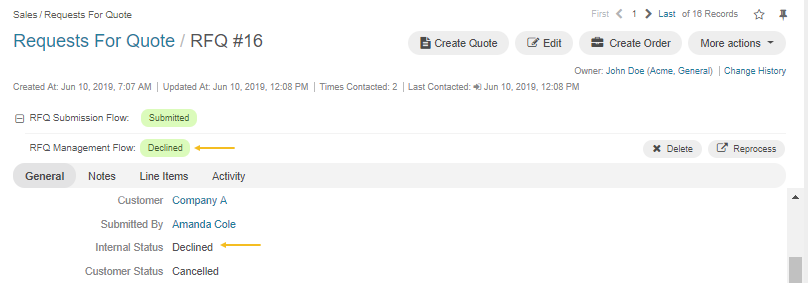 Sales / Requests For Quote
First 1 Last of 16 Records
Requests For Quote / RFQ #16
Create Quote Edit Create Order More actions
Owner: John Doe (Acme, General) | Change History
Created At: Jun 10, 2019, 7:07 AM | Updated At: Jun 10, 2019, 12:08 PM | Times Contacted: 2 | Last Contacted: Jun 10, 2019, 12:08 PM
RFQ Submission Flow: Submitted
RFQ Management Flow: Declined
Delete Reprocess
General Notes Line Items Activity
Customer Company A
Submitted By Amanda Cole
Internal Status Declined
Customer Status Cancelled